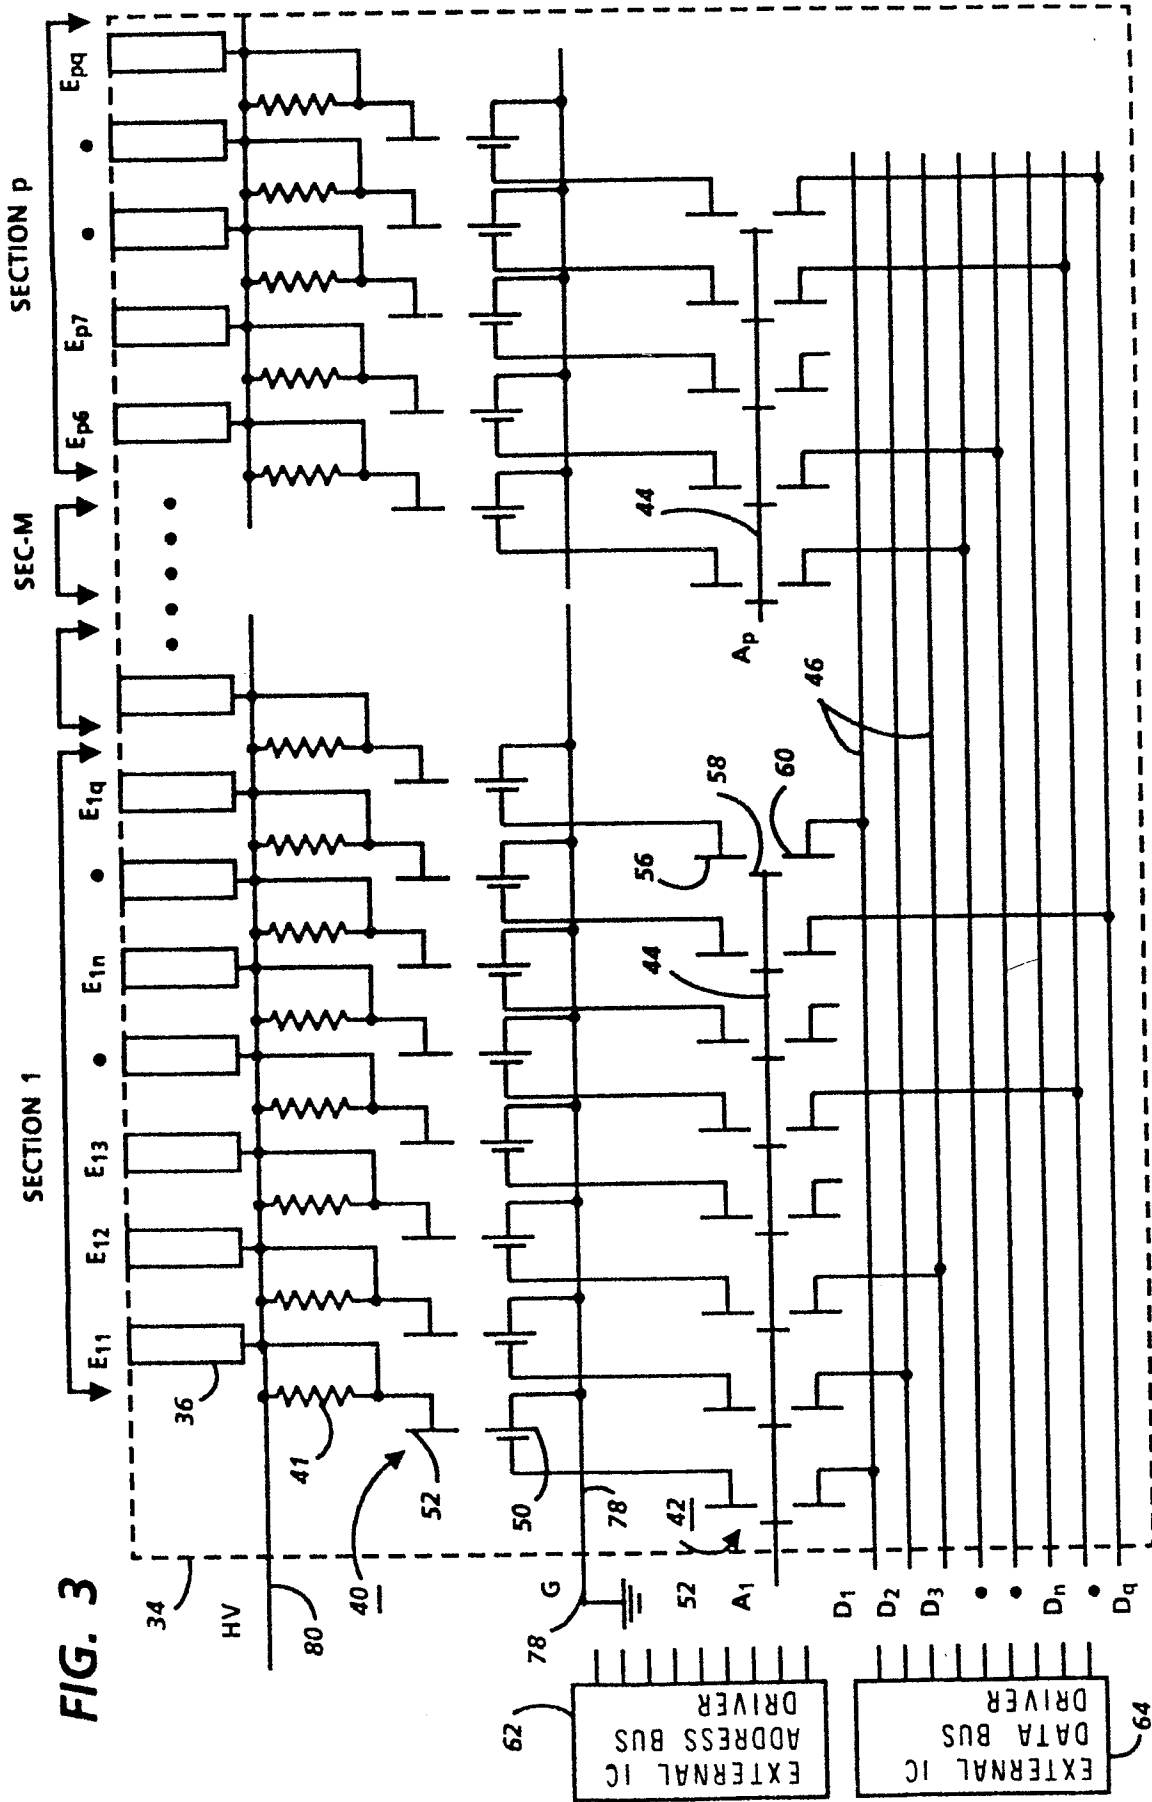 SECTION 1
SEC-M
SECTION p
E11
E12
E13
•
E1n
•
E1q
• • • • •
Ep6
Ep7
•
•
Epq
34
36
HV
80
41
40
52
50
G
78
78
52
42
A1
56
58
60
44
44
Ap
46
D1
D2
D3
•
•
Dn
•
Dq
62
EXTERNAL IC
ADDRESS BUS
DRIVER
64
EXTERNAL IC
DATA BUS
DRIVER
FIG. 3